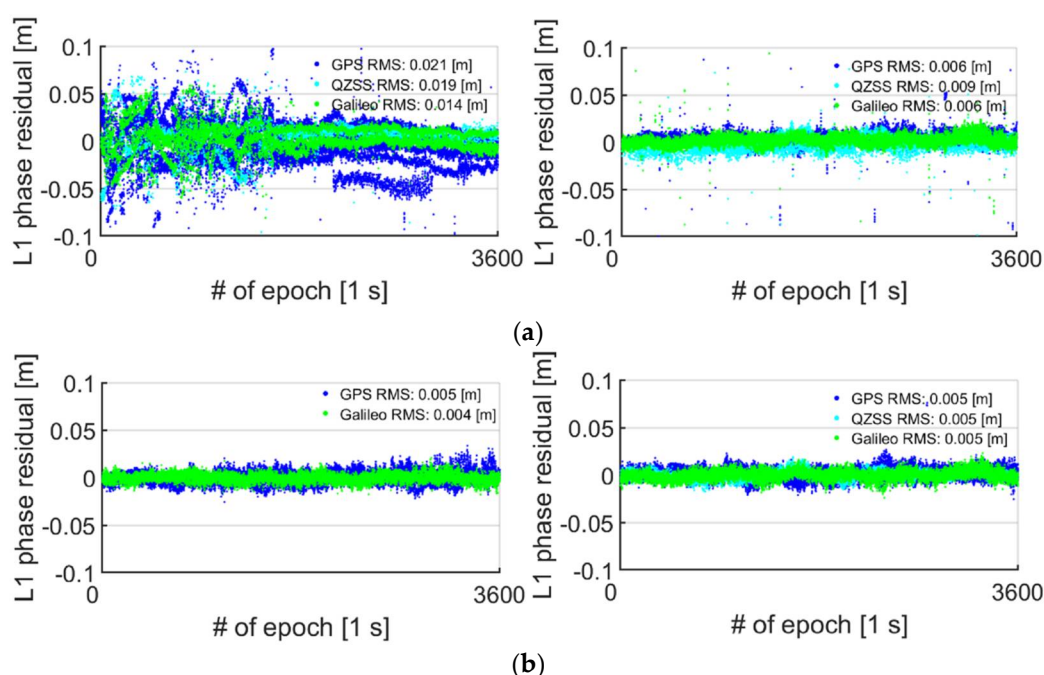 L1 phase residual [m]
0.1
0.05
0
-0.05
-0.1
GPS RMS: 0.021 [m]
QZSS RMS: 0.019 [m]
Galileo RMS: 0.014 [m]
0
3600
# of epoch [1 s]
L1 phase residual [m]
0.1
0.05
0
-0.05
-0.1
GPS RMS: 0.006 [m]
QZSS RMS: 0.009 [m]
Galileo RMS: 0.006 [m]
0
3600
# of epoch [1 s]
(a)
L1 phase residual [m]
0.1
0.05
0
-0.05
-0.1
GPS RMS: 0.005 [m]
Galileo RMS: 0.004 [m]
0
3600
# of epoch [1 s]
L1 phase residual [m]
0.1
0.05
0
-0.05
-0.1
GPS RMS: 0.005 [m]
QZSS RMS: 0.005 [m]
Galileo RMS: 0.005 [m]
0
3600
# of epoch [1 s]
(b)